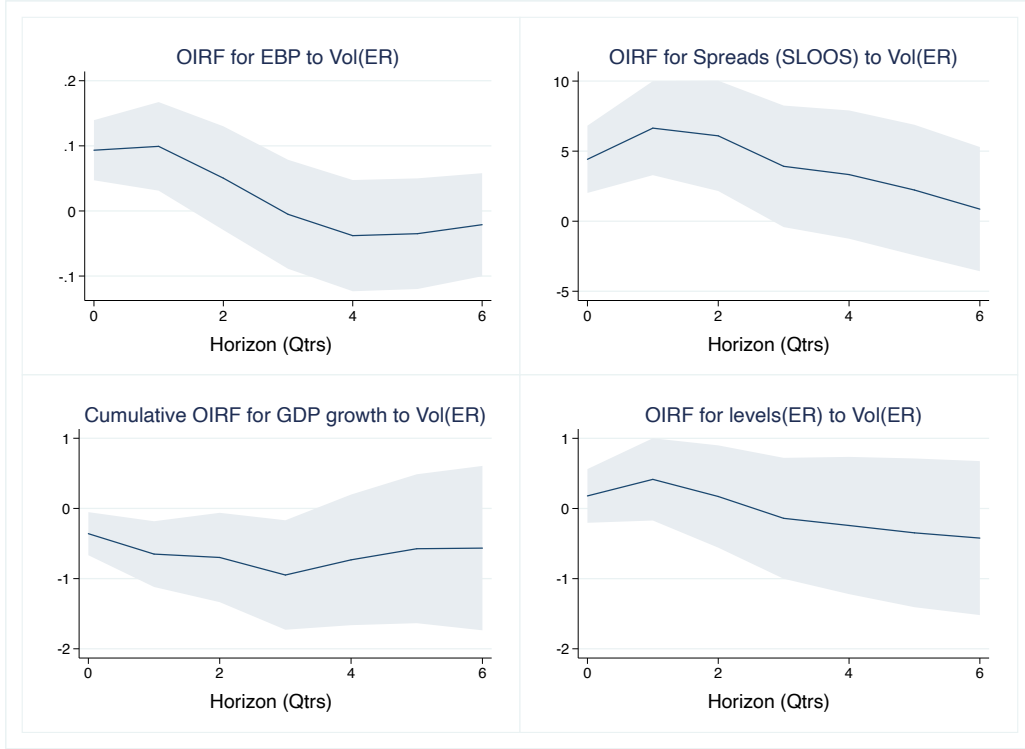 OIRF for EBP to Vol(ER)
.2
.1
0
-.1
0 2 4 6
Horizon (Qtrs)
OIRF for Spreads (SLOOS) to Vol(ER)
10
5
0
-5
0 2 4 6
Horizon (Qtrs)
Cumulative OIRF for GDP growth to Vol(ER)
1
0
-1
-2
0 2 4 6
Horizon (Qtrs)
OIRF for levels(ER) to Vol(ER)
1
0
-1
-2
0 2 4 6
Horizon (Qtrs)